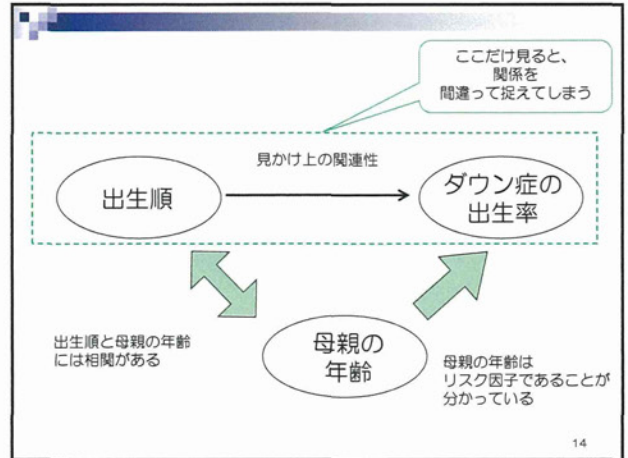 ここだけ見ると、
関係を
間違って捉えてしまう
見かけ上の関連性
出生順
ダウン症の
出生率
出生順と母親の年齢
には相関がある
母親の
年齢
母親の年齢は
リスク因子であることが
分かっている
14